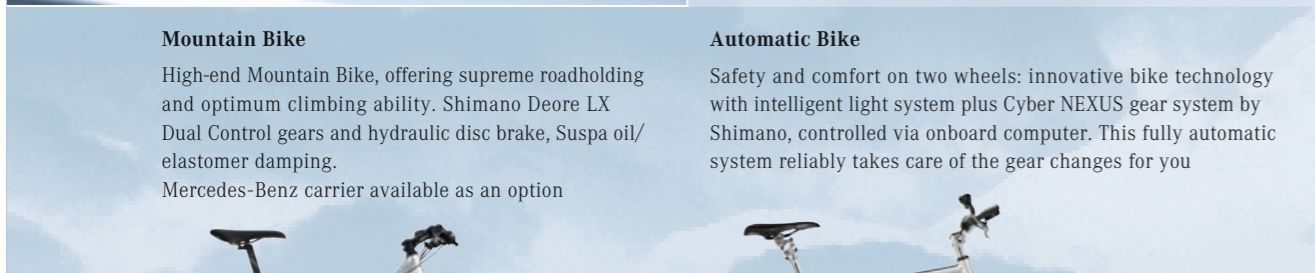 Mountain Bike
High-end Mountain Bike, offering supreme roadholding
and optimum climbing ability. Shimano Deore LX
Dual Control gears and hydraulic disc brake, Suspa oil/
elastomer damping.
Mercedes-Benz carrier available as an option
Automatic Bike
Safety and comfort on two wheels: innovative bike technology
with intelligent light system plus Cyber NEXUS gear system by
Shimano, controlled via onboard computer. This fully automatic
system reliably takes care of the gear changes for you